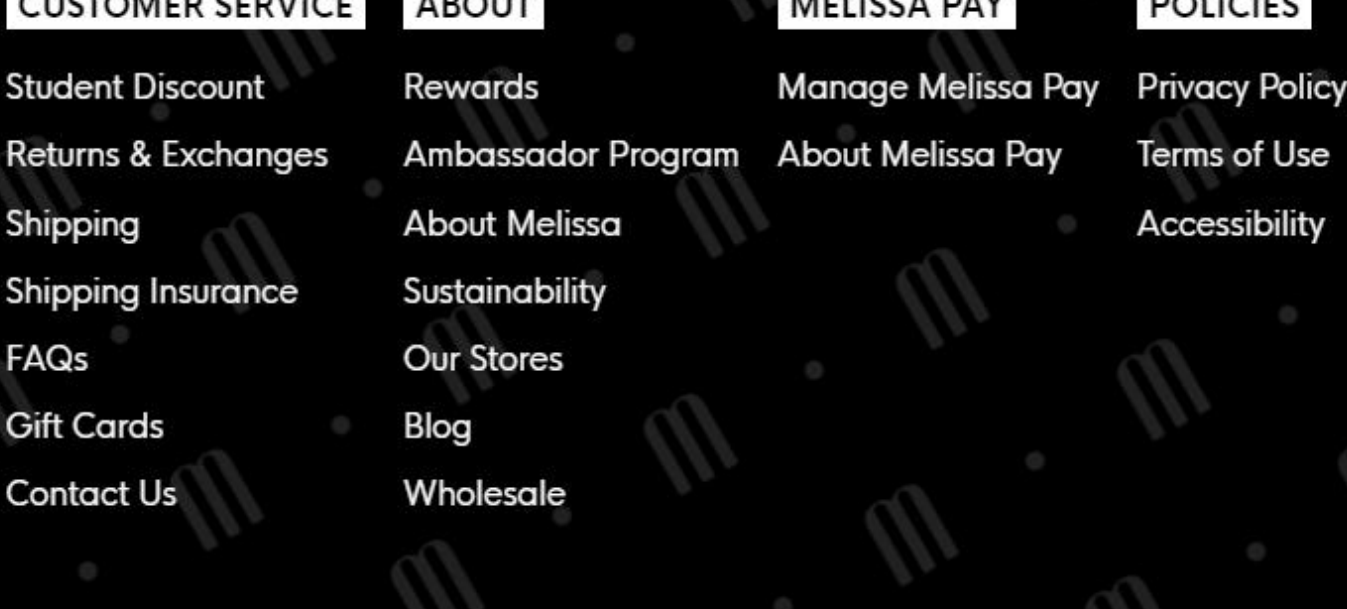 CUSTOMER SERVICE
Student Discount
Returns & Exchanges
Shipping
Shipping Insurance
FAQs
Gift Cards
Contact Us
ABOUT
Rewards
Ambassador Program
About Melissa
Sustainability
Our Stores
Blog
Wholesale
MELISSA PAY
Manage Melissa Pay
About Melissa Pay
POLICIES
Privacy Policy
Terms of Use
Accessibility